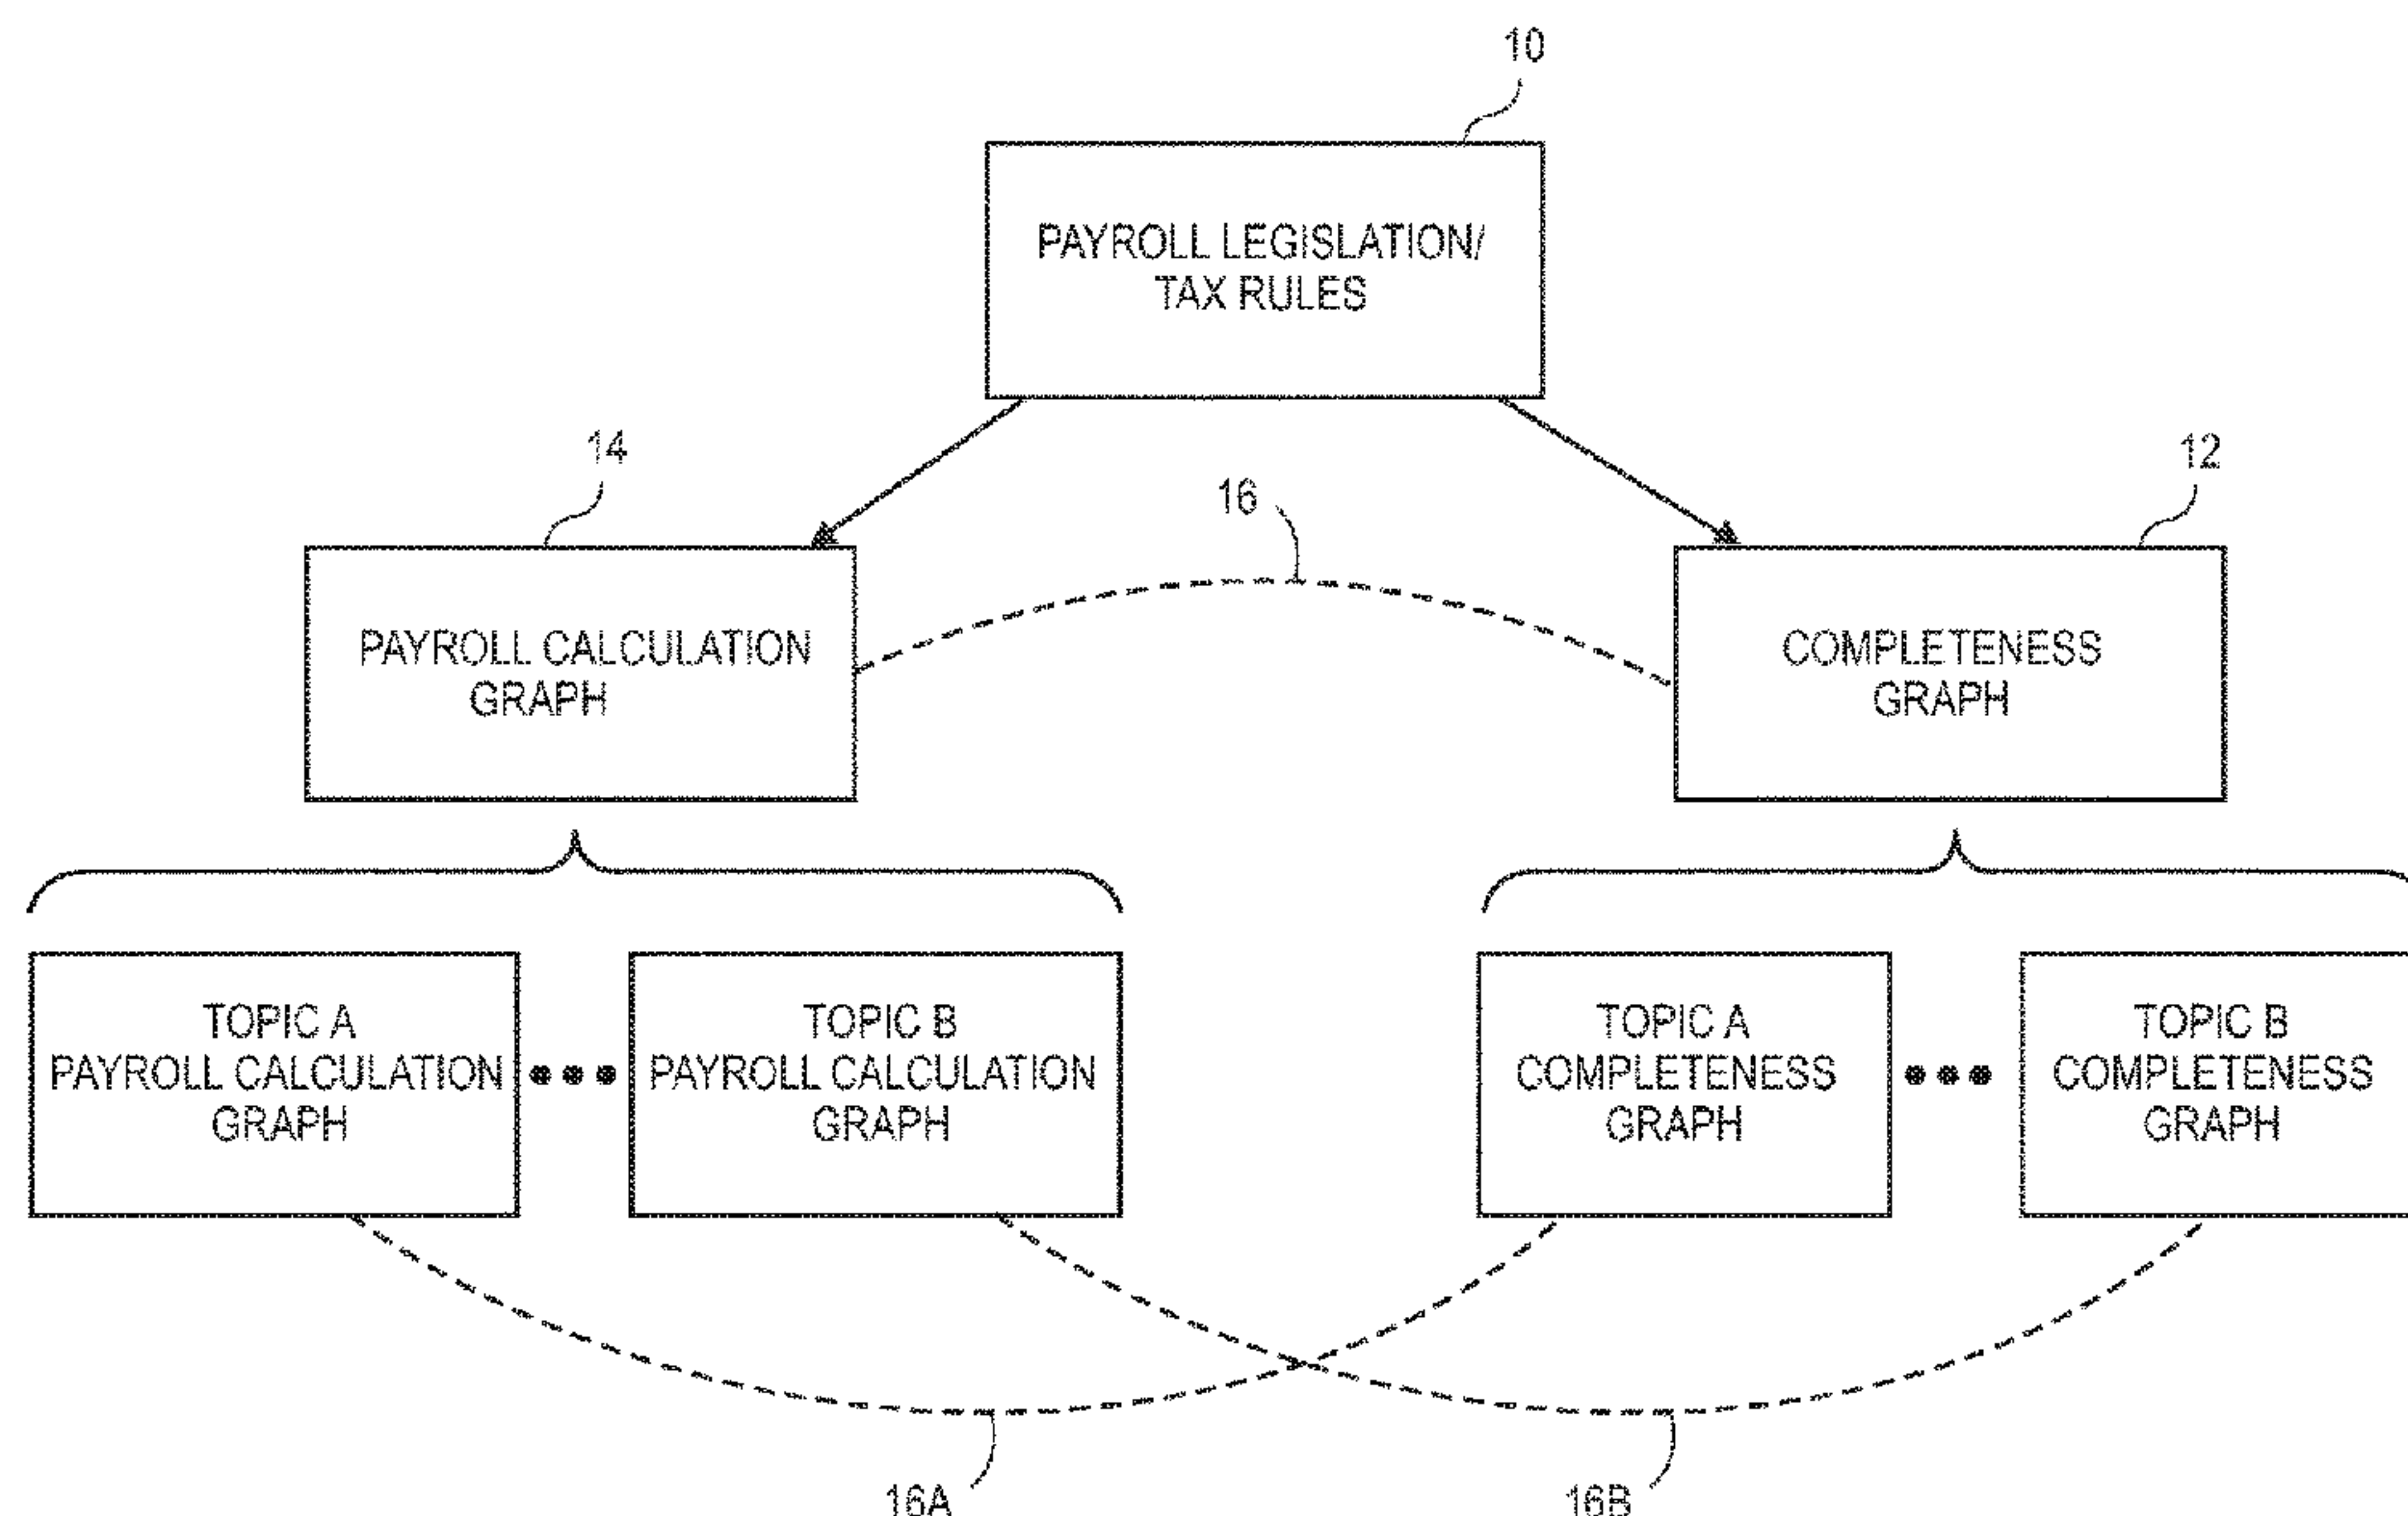 10
PAYROLL LEGISLATION/
TAX RULES
14
16
12
PAYROLL CALCULATION
GRAPH
COMPLETENESS
GRAPH
TOPIC A
PAYROLL CALCULATION
GRAPH
TOPIC B
PAYROLL CALCULATION
GRAPH
TOPIC A
COMPLETENESS
GRAPH
TOPIC B
COMPLETENESS
GRAPH
16A
16B